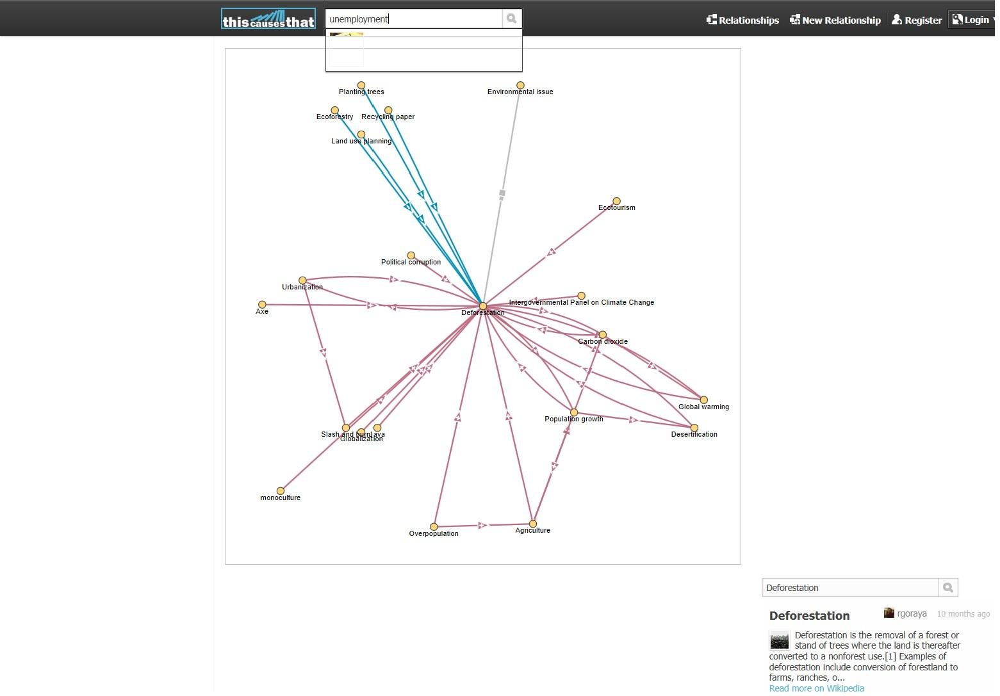 thiscausesthat
unemployment
Relationships
New Relationship
Register
Login
Planting trees
Environmental issue
Ecoforestry
Recycling paper
Land use planning
Ecotourism
Political corruption
Urbanization
Intergovernmental Panel on Climate Change
Axe
Deforestation
Carbon dioxide
Global warming
Population growth
Slash and burn
Lava
Globalization
Desertification
monoculture
Overpopulation
Agriculture
Deforestation
Deforestation
rgoraya
10 months ago
Deforestation is the removal of a forest or
stand of trees where the land is thereafter
converted to a nonforest use.[1] Examples of
deforestation include conversion of forestland to
farms, ranches, o...
Read more on Wikipedia